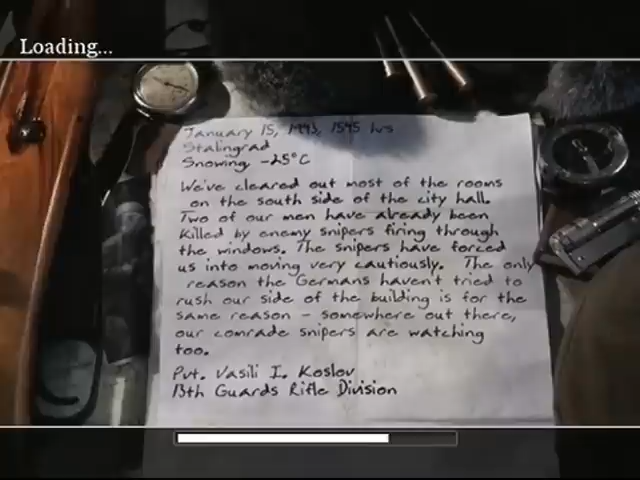 Loading...
January 15, 1943, 1545 hrs
Stalingrad
Snowing, -25°C
We've cleared out most of the rooms
on the south side of the city hall.
Two of our men have already been
killed by enemy snipers firing through
the windows. The snipers have forced
us into moving very cautiously. The only
reason the Germans haven't tried to
rush our side of the building is for the
same reason - somewhere out there,
our comrade snipers are watching
too.
Pvt. Vasili I. Koslov
13th Guards Rifle Division